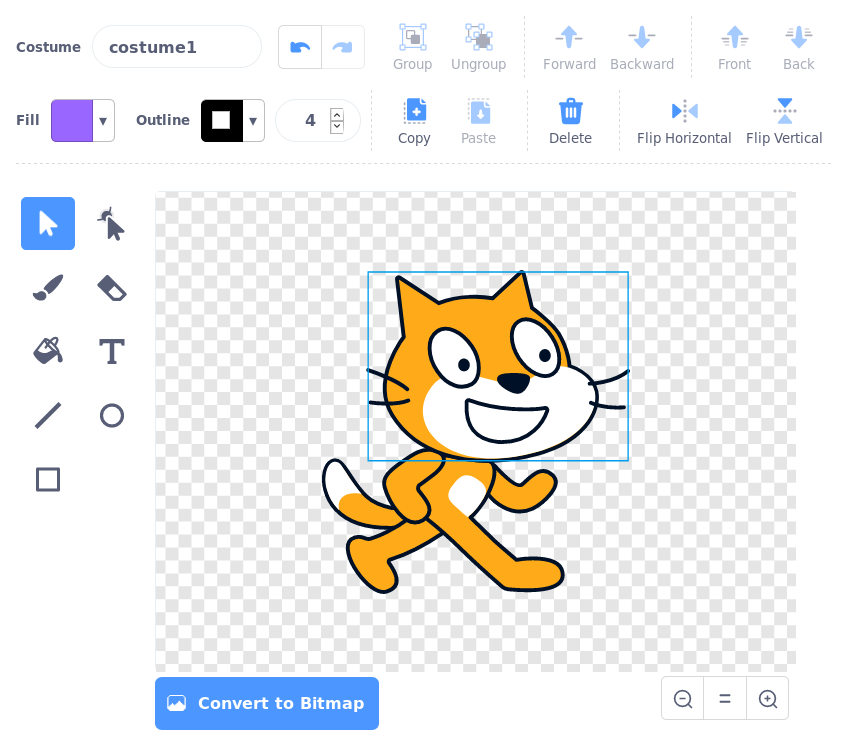 Costume costume1
Group Ungroup Forward Backward Front Back
Fill Outline 4
Copy Paste Delete Flip Horizontal Flip Vertical
T
Convert to Bitmap